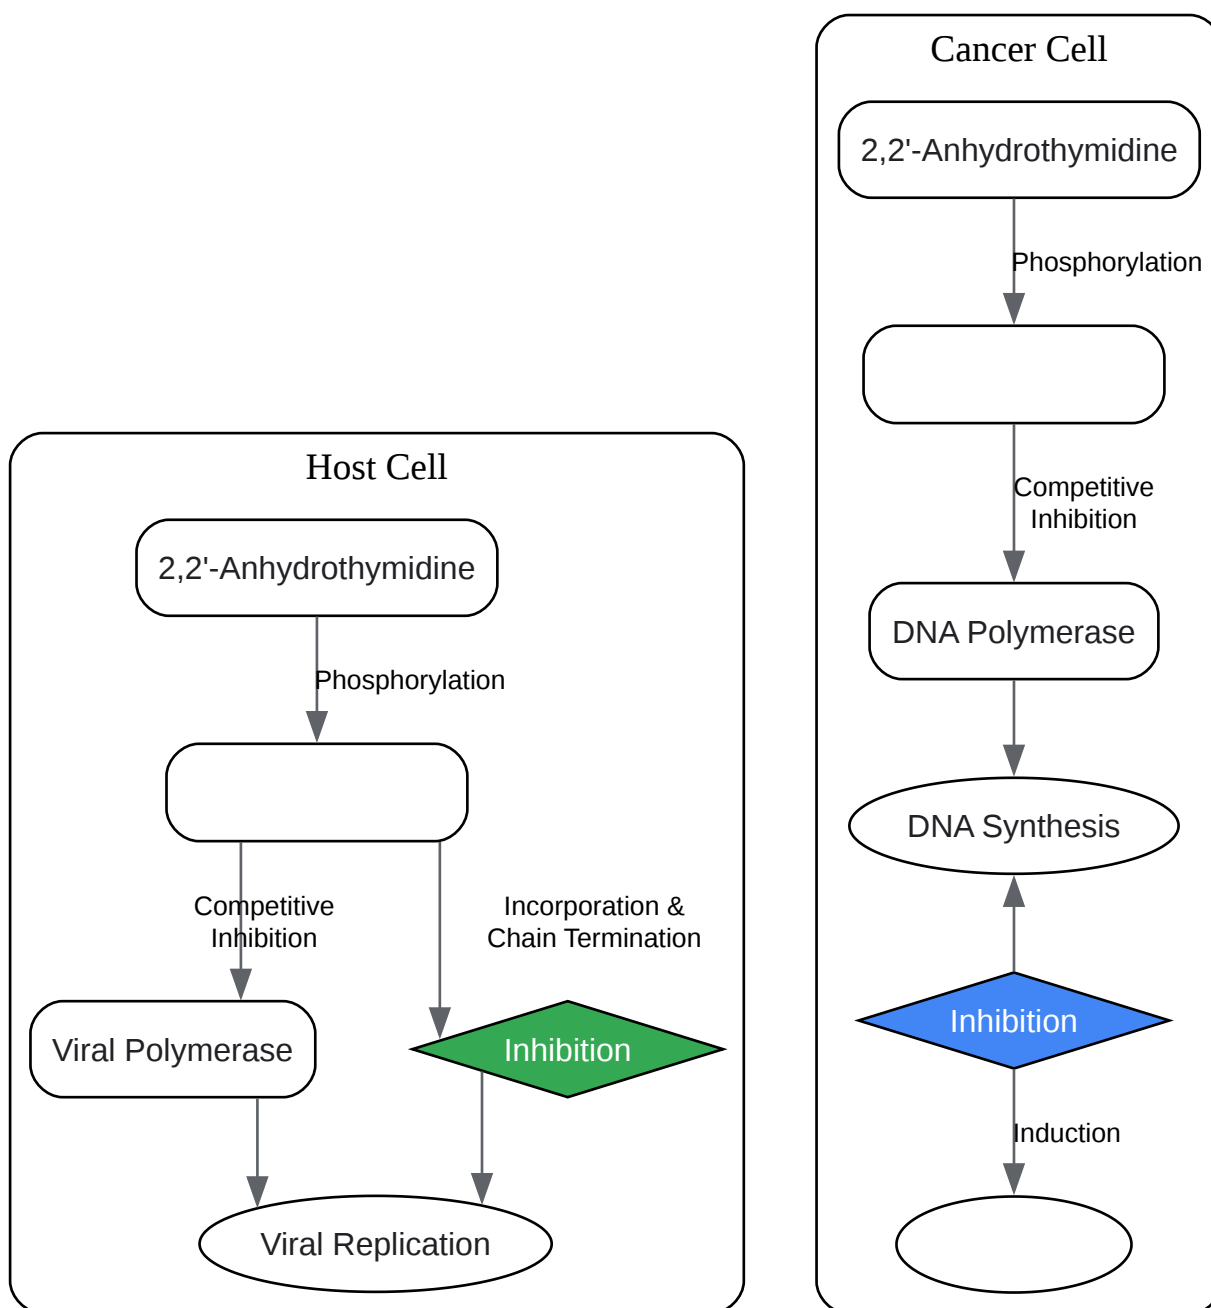 Host Cell
2,2'-Anhydrothymidine
Phosphorylation
Competitive
Inhibition
Incorporation &
Chain Termination
Viral Polymerase
Inhibition
Viral Replication
Cancer Cell
2,2'-Anhydrothymidine
Phosphorylation
Competitive
Inhibition
DNA Polymerase
DNA Synthesis
Inhibition
Induction